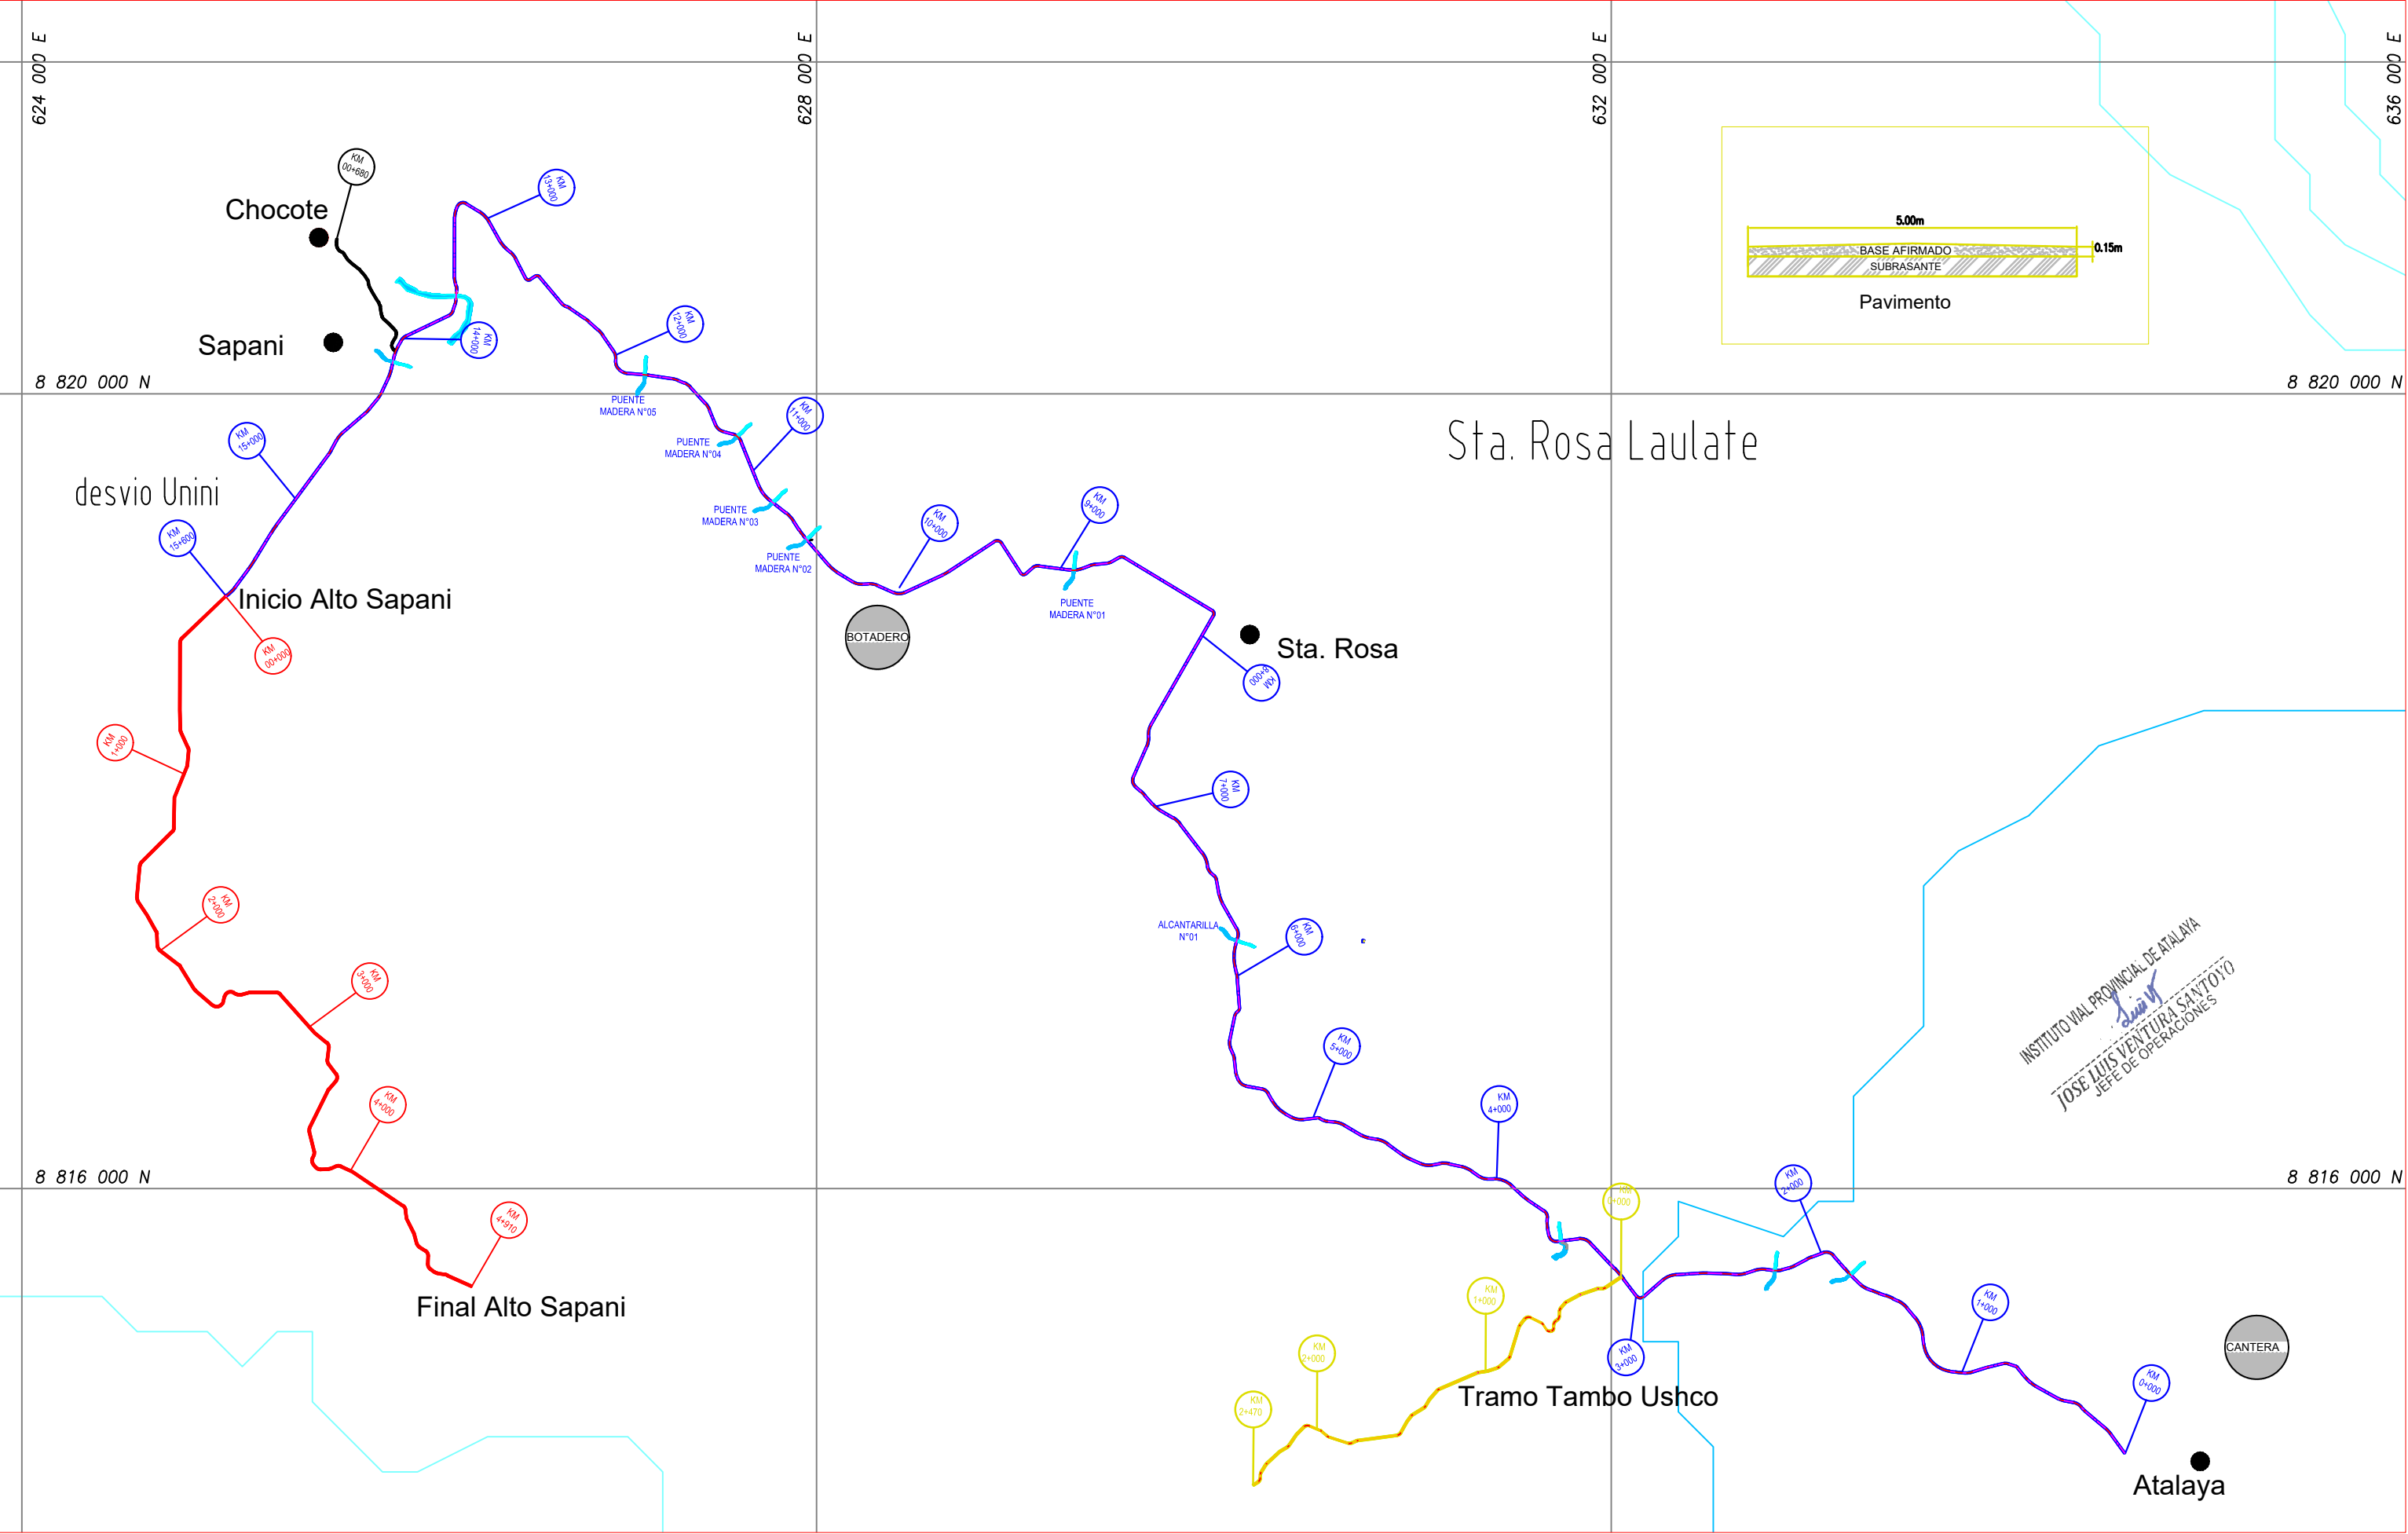 624 000 E
628 000 E
632 000 E
636 000 E
KM
00+680
KM
13+000
Chocote
5.00m
BASE AFIRMADO
0.15m
SUBRASANTE
Pavimento
KM
12+000
KM
14+000
Sapani
8 820 000 N
8 820 000 N
PUENTE
MADERA N°05
KM
11+000
KM
15+000
PUENTE
MADERA N°04
Sta. Rosa Laulate
desvio Unini
PUENTE
MADERA N°03
KM
9+000
KM
10+000
KM
15+600
PUENTE
MADERA N°02
Inicio Alto Sapani
PUENTE
MADERA N°01
BOTADERO
Sta. Rosa
KM
00+000
KM
8+000
KM
1+000
KM
7+000
KM
2+000
ALCANTARILLA
N°01
KM
6+000
KM
3+000
INSTITUTO VIAL PROVINCIAL DE ATALAYA
JOSE LUIS VENTURA SANTOYO
JEFE DE OPERACIONES
KM
5+000
KM
4+000
KM
4+000
8 816 000 N
8 816 000 N
KM
2+000
KM
0+000
KM
4+910
Final Alto Sapani
KM
1+000
KM
1+000
KM
2+000
KM
3+000
CANTERA
Tramo Tambo Ushco
KM
0+000
KM
2+470
Atalaya